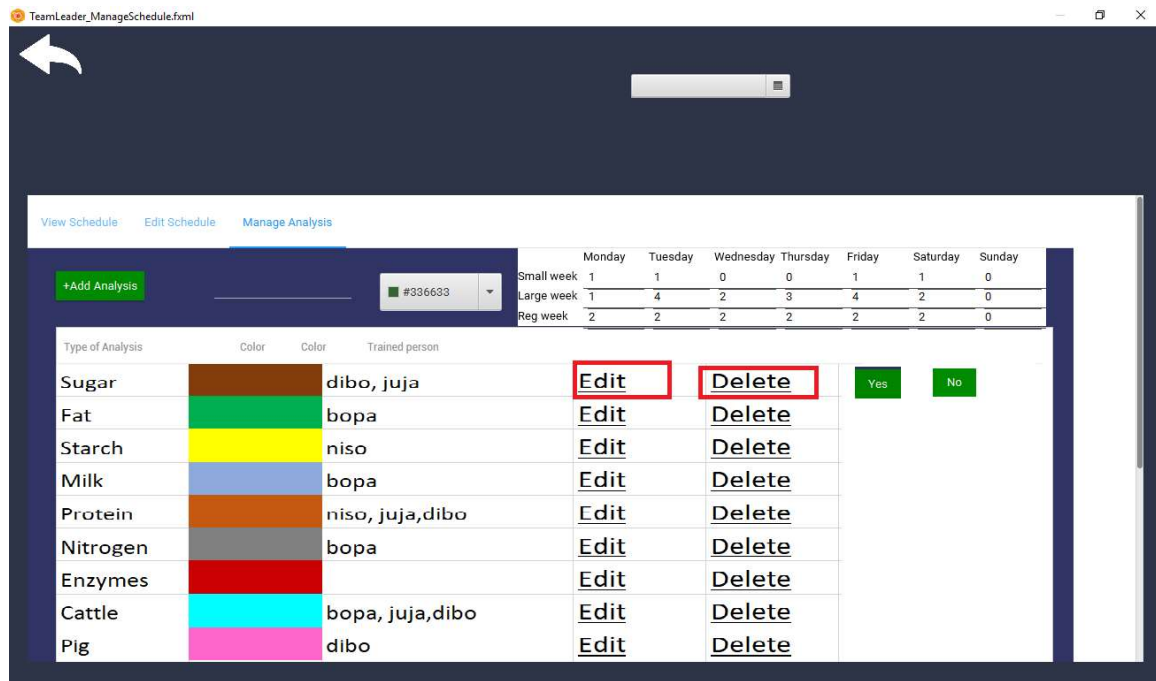 TeamLeader_ManageSchedule.fxml
View Schedule Edit Schedule Manage Analysis
Monday Tuesday Wednesday Thursday Friday Saturday Sunday
Small week 1 1 0 0 1 1 0
+Add Analysis #336633
Large week 1 4 2 3 4 2 0
Reg week 2 2 2 2 2 2 0
Type of Analysis Color Color Trained person
Sugar dibo, juja Edit Delete Yes No
Fat bopa Edit Delete
Starch niso Edit Delete
Milk bopa Edit Delete
Protein niso, juja,dibo Edit Delete
Nitrogen bopa Edit Delete
Enzymes Edit Delete
Cattle bopa, juja,dibo Edit Delete
Pig dibo Edit Delete